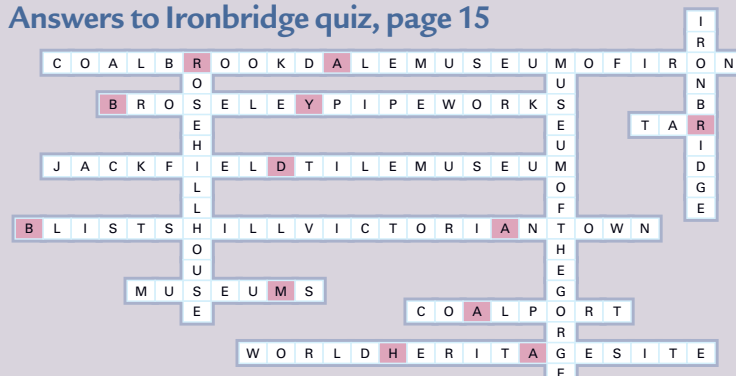 Answers to Ironbridge quiz, page 15
IRONBRIDGE
COALBROOKDALEMUSEUMOFIRON
ROSEHILLHOUSE
MUSEUMOFTHEGORGE
BROSELEYPIPEWORKS
TAR
JACKFIELDTILEMUSEUM
BLISTSHILLVICTORIANTOWN
MUSEUMS
COALPORT
WORLDHERITAGESITE